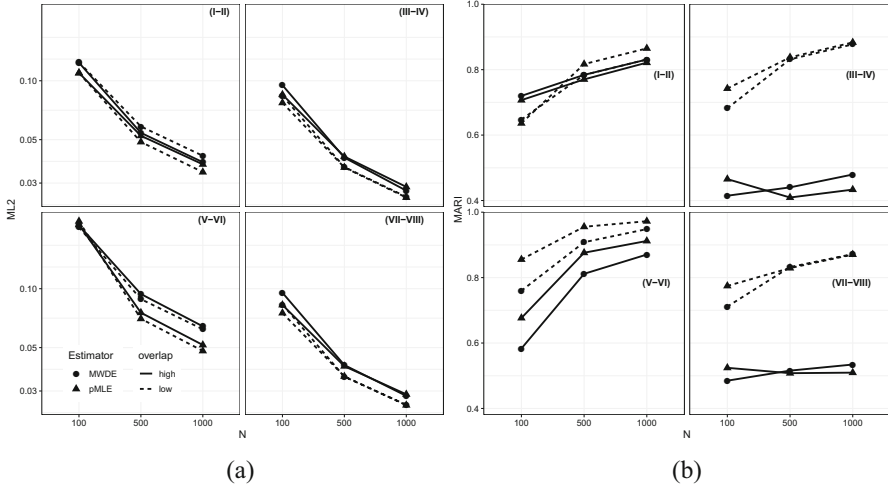 (I−II)
(III−IV)
0.10
0.05
0.03
ML2
(V−VI)
(VII−VIII)
0.10
0.05
0.03
Estimator
MWDE
pMLE
overlap
high
low
100 500 1000
100 500 1000
N
(a)
1.0
0.8
0.6
0.4
(I−II)
(III−IV)
MARI
1.0
0.8
0.6
0.4
(V−VI)
(VII−VIII)
100 500 1000
100 500 1000
N
(b)